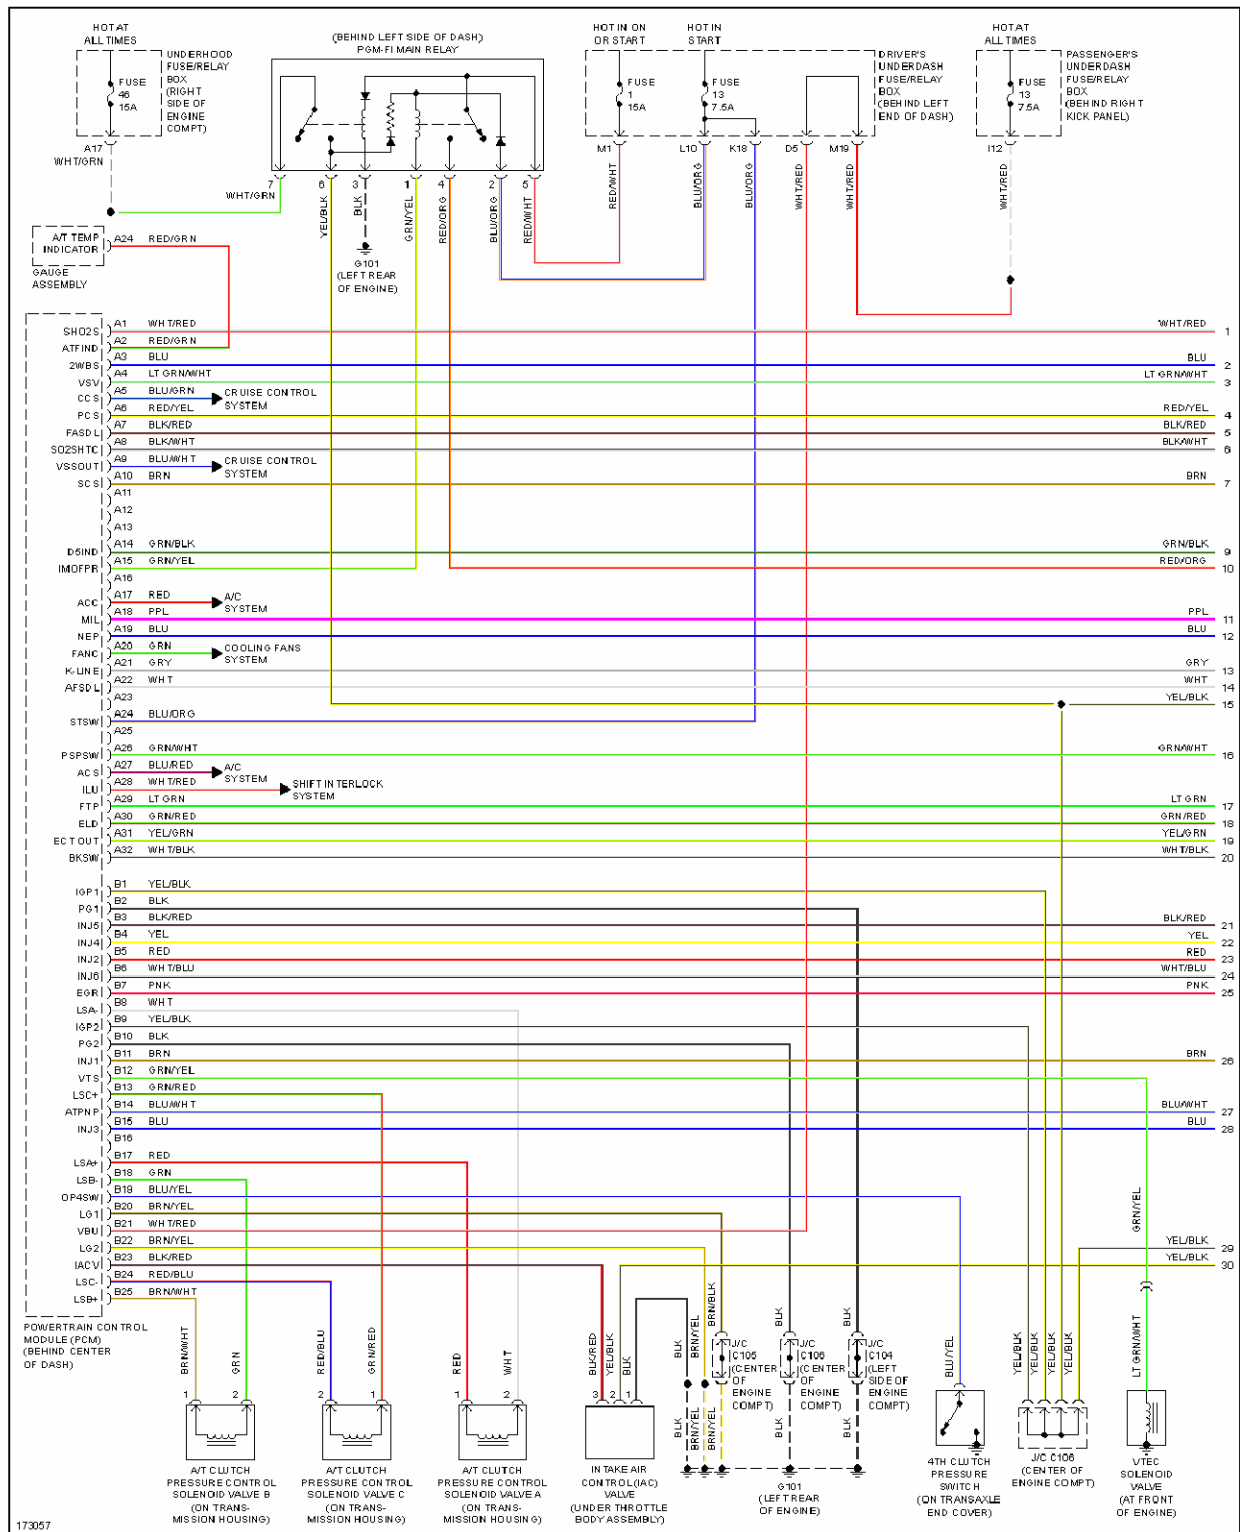 HOT AT
ALL TIMES
UNDERHOOD
FUSE/RELAY
BOX
(RIGHT
SIDE OF
ENGINE
COMPT)
FUSE
46
15A
A17
WHT/GRN
(BEHIND LEFT SIDE OF DASH)
PGM-FI MAIN RELAY
7
6
3
1
4
2
5
WHT/GRN
YEL/BLK
BLK
GRN/YEL
RED/ORG
BLU/ORG
RED/WHT
G101
(LEFT REAR
OF ENGINE)
HOT IN ON
OR START
HOT IN
START
FUSE
1
15A
FUSE
13
7.5A
DRIVER'S
UNDERDASH
FUSE/RELAY
BOX
(BEHIND LEFT
END OF DASH)
M1
L10
K18
D5
M19
RED/WHT
BLU/ORG
BLU/ORG
WHT/RED
WHT/RED
HOT AT
ALL TIMES
FUSE
13
7.5A
PASSENGER'S
UNDERDASH
FUSE/RELAY
BOX
(BEHIND RIGHT
KICK PANEL)
I12
WHT/RED
A/T TEMP
INDICATOR
A24 RED/GRN
GAUGE
ASSEMBLY
SHO2S A1 WHT/RED WHT/RED 1
ATFIND A2 RED/GRN
2WBS A3 BLU BLU 2
VSV A4 LT GRN/WHT LT GRN/WHT 3
CCS A5 BLU/GRN CRUISE CONTROL
SYSTEM
PCS A6 RED/YEL RED/YEL 4
FASDL A7 BLK/RED BLK/RED 5
SO2SHTC A8 BLK/WHT BLK/WHT 6
VSSOUT A9 BLU/WHT CRUISE CONTROL
SYSTEM
SCS A10 BRN BRN 7
A11
A12
A13
D5IND A14 GRN/BLK GRN/BLK 9
IMOFPR A15 GRN/YEL RED/ORG 10
A16
ACC A17 RED A/C
SYSTEM
MIL A18 PPL PPL 11
NEP A19 BLU BLU 12
FANC A20 GRN COOLING FANS
SYSTEM
K-LINE A21 GRY GRY 13
AFSDL A22 WHT WHT 14
A23 YEL/BLK 15
STSW A24 BLU/ORG
A25
PSPSW A26 GRN/WHT GRN/WHT 16
ACS A27 BLU/RED A/C
SYSTEM
ILU A28 WHT/RED SHIFT INTERLOCK
SYSTEM
FTP A29 LT GRN LT GRN 17
ELD A30 GRN/RED GRN/RED 18
ECT OUT A31 YEL/GRN YEL/GRN 19
BKSW A32 WHT/BLK WHT/BLK 20
IGP1 B1 YEL/BLK
PG1 B2 BLK
INJ5 B3 BLK/RED BLK/RED 21
INJ4 B4 YEL YEL 22
INJ2 B5 RED RED 23
INJ6 B6 WHT/BLU WHT/BLU 24
EGR B7 PNK PNK 25
LSA- B8 WHT
IGP2 B9 YEL/BLK
PG2 B10 BLK
INJ1 B11 BRN BRN 26
VTS B12 GRN/YEL
LSC+ B13 GRN/RED
ATPNP B14 BLU/WHT BLU/WHT 27
INJ3 B15 BLU BLU 28
B16
LSA+ B17 RED
LSB- B18 GRN
OP4SW B19 BLU/YEL
LG1 B20 BRN/YEL
VBU B21 WHT/RED
LG2 B22 BRN/YEL YEL/BLK 29
IACV B23 BLK/RED YEL/BLK 30
LSC- B24 RED/BLU
LSB+ B25 BRN/WHT
GRN/YEL
POWERTRAIN CONTROL
MODULE (PCM)
(BEHIND CENTER
OF DASH)
BRN/WHT
GRN
RED/BLU
GRN/RED
RED
WHT
BLK/RED
YEL/BLK
BLK
BLK
BRN/YEL
BRN/BLK
BLK
BLK
BLU/YEL
YEL/BLK
YEL/BLK
YEL/BLK
YEL/BLK
LT GRN/WHT
J/C
C105
(CENTER
OF
ENGINE
COMPT)
J/C
C106
(CENTER
OF
ENGINE
COMPT)
J/C
C104
(LEFT
SIDE OF
ENGINE
COMPT)
1 2
2 1
1 2
3 2 1
BLK
BRN/YEL
BRN/YEL
BLK
BLK
A/T CLUTCH
PRESSURE CONTROL
SOLENOID VALVE B
(ON TRANS-
MISSION HOUSING)
A/T CLUTCH
PRESSURE CONTROL
SOLENOID VALVE C
(ON TRANS-
MISSION HOUSING)
A/T CLUTCH
PRESSURE CONTROL
SOLENOID VALVE A
(ON TRANS-
MISSION HOUSING)
INTAKE AIR
CONTROL (IAC)
VALVE
(UNDER THROTTLE
BODY ASSEMBLY)
G101
(LEFT REAR
OF ENGINE)
4TH CLUTCH
PRESSURE
SWITCH
(ON TRANSAXLE
END COVER)
J/C C106
(CENTER OF
ENGINE COMPT)
VTEC
SOLENOID
VALVE
(AT FRONT
OF ENGINE)
173057